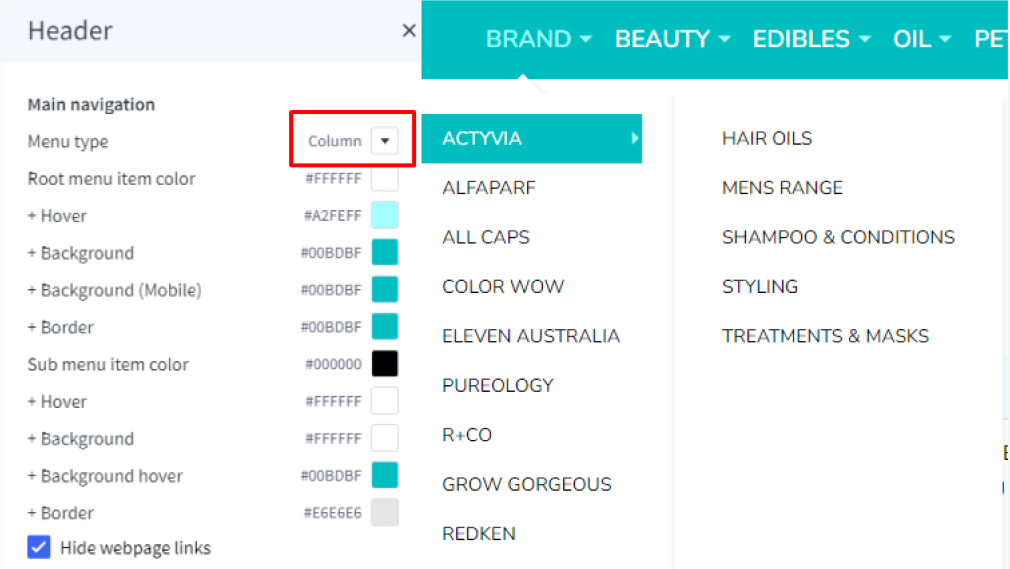 Header
Main navigation
Menu type Column
Root menu item color #FFFFFF
+ Hover #A2FEFF
+ Background #00BDBF
+ Background (Mobile) #00BDBF
+ Border #00BDBF
Sub menu item color #000000
+ Hover #FFFFFF
+ Background #FFFFFF
+ Background hover #00BDBF
+ Border #E6E6E6
Hide webpage links
BRAND BEAUTY EDIBLES OIL
ACTYVIA
ALFAPARF
ALL CAPS
COLOR WOW
ELEVEN AUSTRALIA
PUREOLOGY
R+CO
GROW GORGEOUS
REDKEN
HAIR OILS
MENS RANGE
SHAMPOO & CONDITIONS
STYLING
TREATMENTS & MASKS